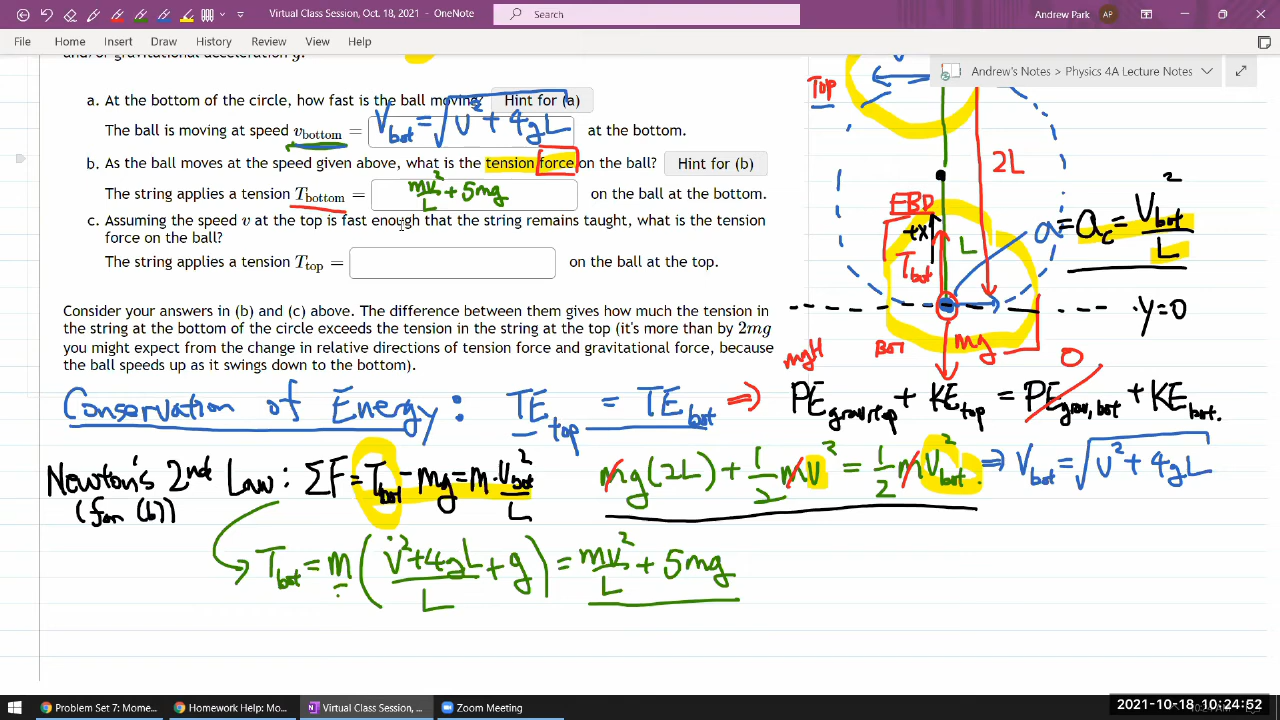 Virtual Class Session, Oct. 18, 2021 - OneNote
Search
Andrew Park AP
File Home Insert Draw History Review View Help
Andrew's Notes > Physics 4A Lecture Notes
and/or gravitational acceleration g.
a. At the bottom of the circle, how fast is the ball moving? Hint for (a)
The ball is moving at speed v_bottom = V_bot = √(v² + 4gL) at the bottom.
b. As the ball moves at the speed given above, what is the tension force on the ball? Hint for (b)
The string applies a tension T_bottom = mv²/L + 5mg on the ball at the bottom.
c. Assuming the speed v at the top is fast enough that the string remains taught, what is the tension
force on the ball?
The string applies a tension T_top = on the ball at the top.
Consider your answers in (b) and (c) above. The difference between them gives how much the tension in
the string at the bottom of the circle exceeds the tension in the string at the top (it's more than by 2mg
you might expect from the change in relative directions of tension force and gravitational force, because
the ball speeds up as it swings down to the bottom).
Top
2L
FBD
+x
L
T_bot
a = a_c = V_bot²/L
y=0
mg
BOT
mgH
0
Conservation of Energy: TE_top = TE_bot ⇒ PE_grav,top + KE_top = PE_grav,bot + KE_bot.
Newton's 2nd Law: ΣF = T_bot - mg = m·V_bot²/L
(for (b))
mg(2L) + 1/2 mv² = 1/2 mV_bot². ⇒ V_bot = √(v² + 4gL)
T_bot = m((v²+4gL)/L + g) = mv²/L + 5mg
Problem Set 7: Mome...
Homework Help: Mo...
Virtual Class Session, ...
Zoom Meeting
2021-10-18 10:24:52